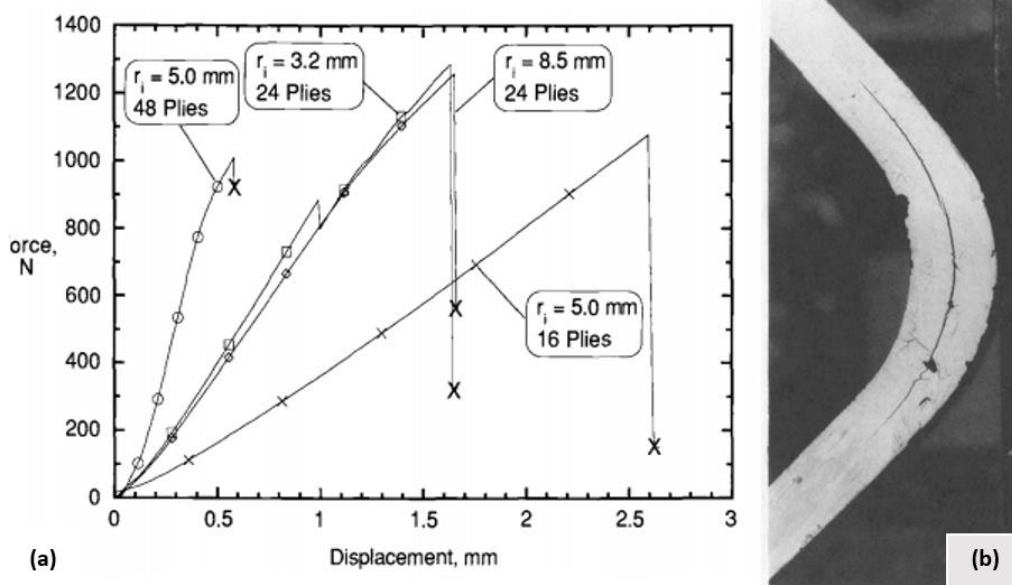 1400
1200
1000
800
600
400
200
0
orce,
N
r_i = 5.0 mm
48 Plies
r_i = 3.2 mm
24 Plies
r_i = 8.5 mm
24 Plies
r_i = 5.0 mm
16 Plies
0 0.5 1 1.5 2 2.5 3
Displacement, mm
(a)
(b)